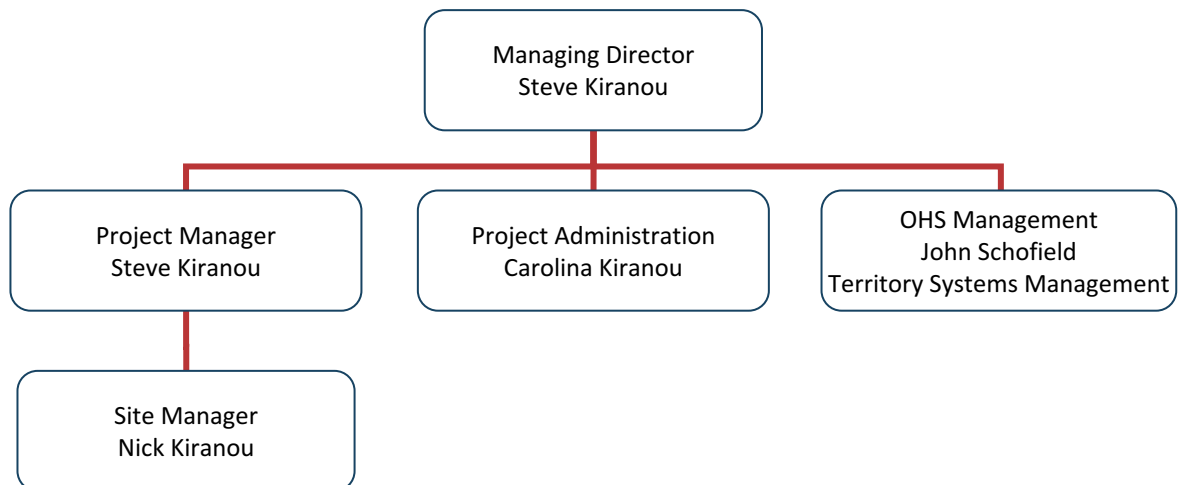 Managing Director
Steve Kiranou
Project Manager
Steve Kiranou
Project Administration
Carolina Kiranou
OHS Management
John Schofield
Territory Systems Management
Site Manager
Nick Kiranou